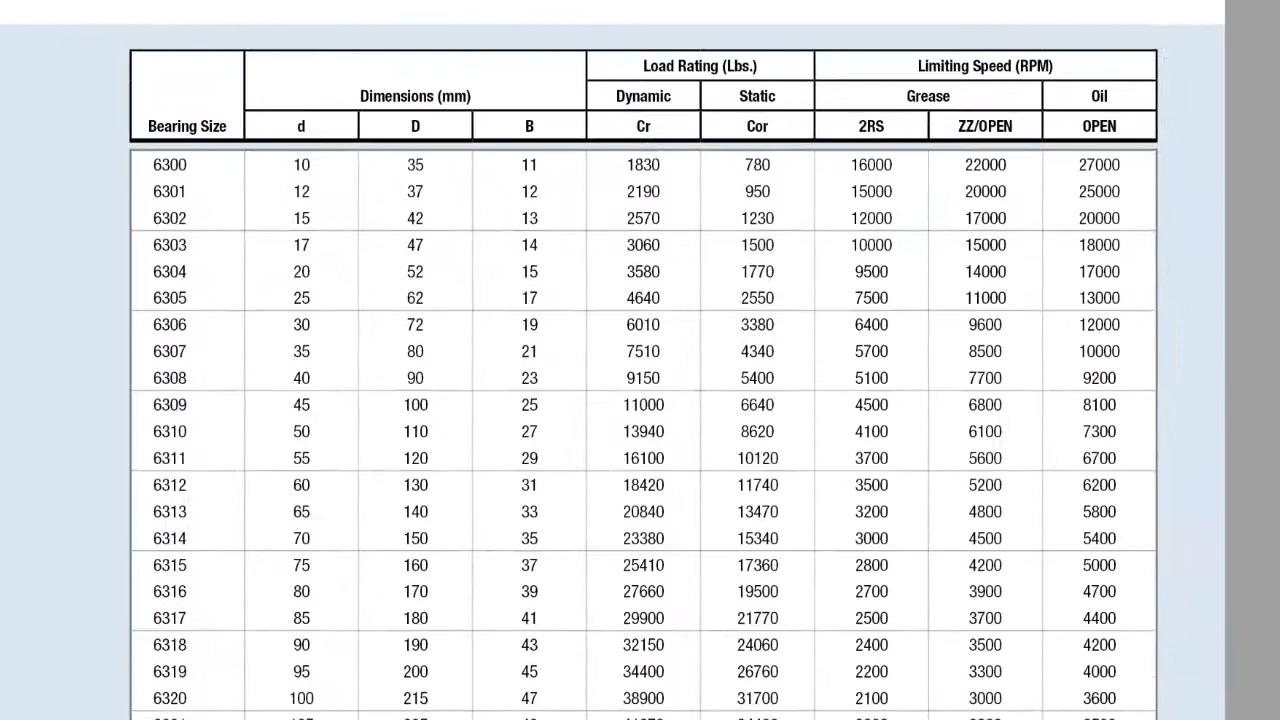 Load Rating (Lbs.) Limiting Speed (RPM)
Dimensions (mm) Dynamic Static Grease Oil
Bearing Size d D B Cr Cor 2RS ZZ/OPEN OPEN
6300 10 35 11 1830 780 16000 22000 27000
6301 12 37 12 2190 950 15000 20000 25000
6302 15 42 13 2570 1230 12000 17000 20000
6303 17 47 14 3060 1500 10000 15000 18000
6304 20 52 15 3580 1770 9500 14000 17000
6305 25 62 17 4640 2550 7500 11000 13000
6306 30 72 19 6010 3380 6400 9600 12000
6307 35 80 21 7510 4340 5700 8500 10000
6308 40 90 23 9150 5400 5100 7700 9200
6309 45 100 25 11000 6640 4500 6800 8100
6310 50 110 27 13940 8620 4100 6100 7300
6311 55 120 29 16100 10120 3700 5600 6700
6312 60 130 31 18420 11740 3500 5200 6200
6313 65 140 33 20840 13470 3200 4800 5800
6314 70 150 35 23380 15340 3000 4500 5400
6315 75 160 37 25410 17360 2800 4200 5000
6316 80 170 39 27660 19500 2700 3900 4700
6317 85 180 41 29900 21770 2500 3700 4400
6318 90 190 43 32150 24060 2400 3500 4200
6319 95 200 45 34400 26760 2200 3300 4000
6320 100 215 47 38900 31700 2100 3000 3600